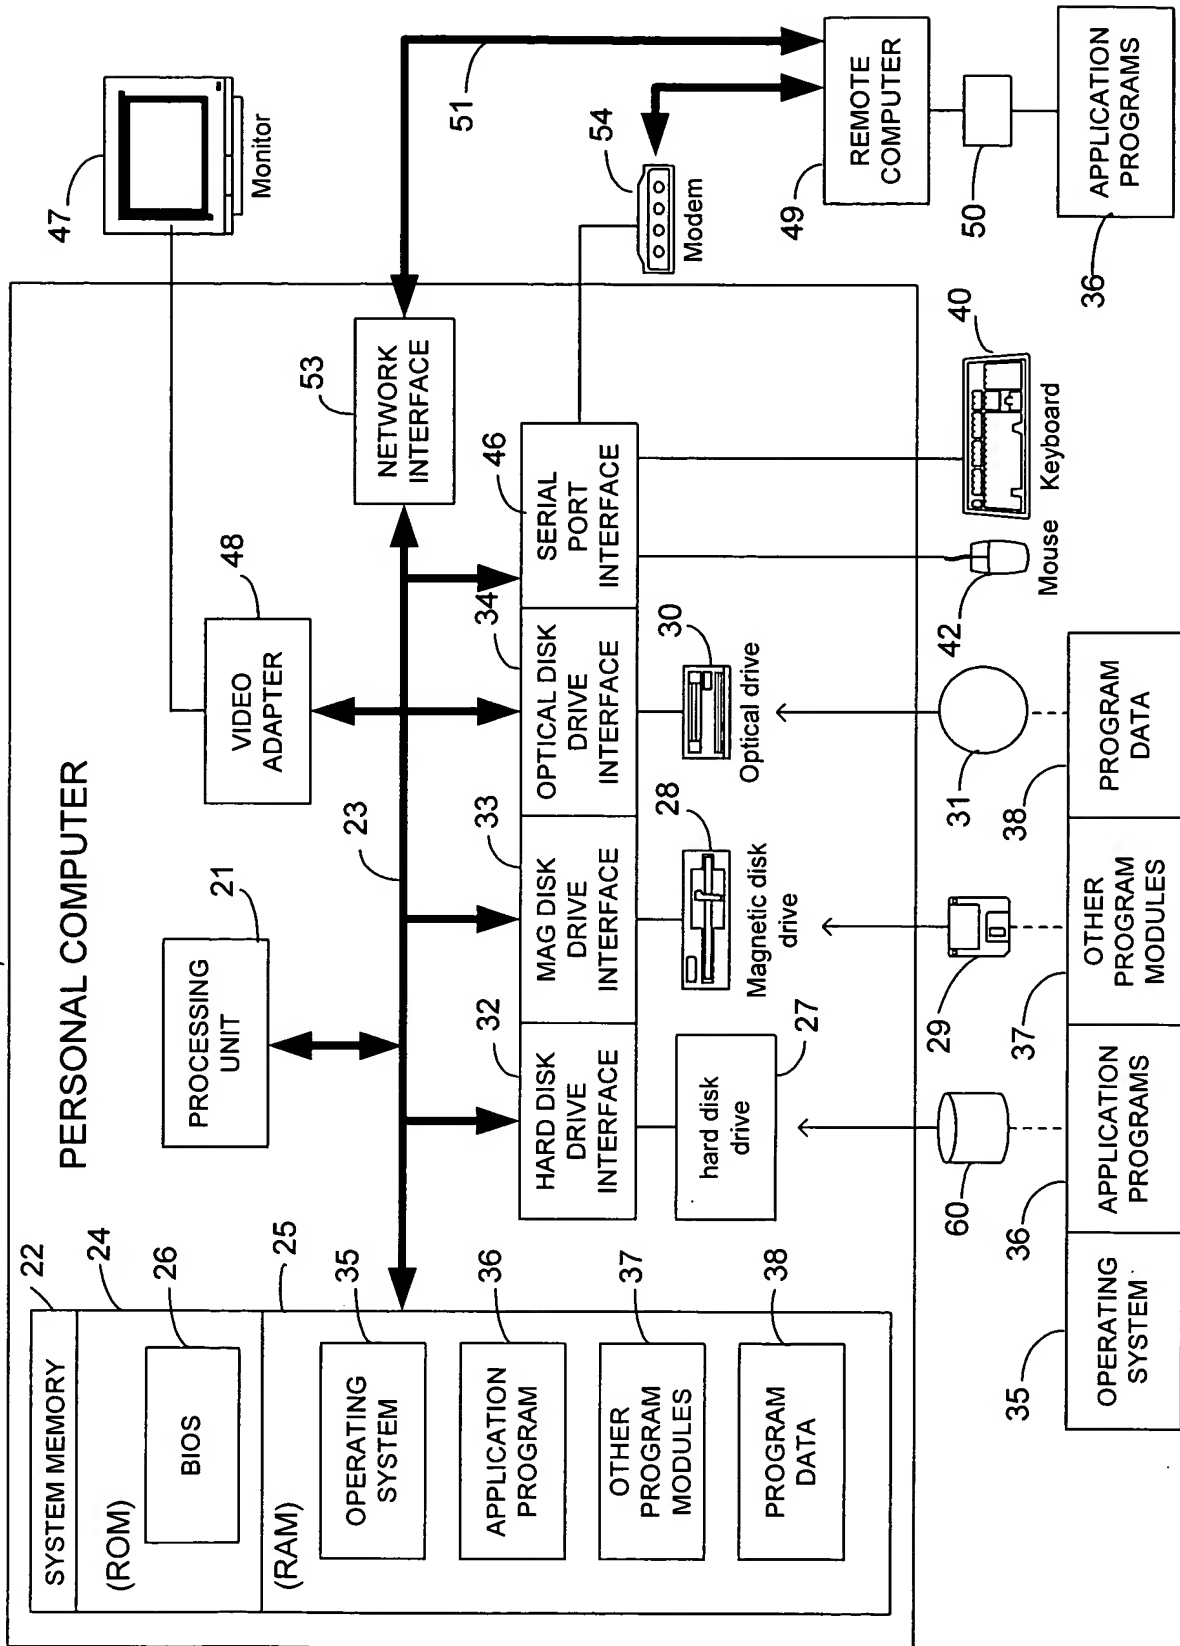 PERSONAL COMPUTER
47
Monitor
SYSTEM MEMORY
22
(ROM)
24
BIOS
26
(RAM)
25
OPERATING
SYSTEM
35
APPLICATION
PROGRAM
36
OTHER
PROGRAM
MODULES
37
PROGRAM
DATA
38
PROCESSING
UNIT
21
VIDEO
ADAPTER
48
23
NETWORK
INTERFACE
53
51
HARD DISK
DRIVE
INTERFACE
32
MAG DISK
DRIVE
INTERFACE
33
OPTICAL DISK
DRIVE
INTERFACE
34
SERIAL
PORT
INTERFACE
46
54
Modem
hard disk
drive
27
28
Magnetic disk
drive
30
Optical drive
REMOTE
COMPUTER
49
50
APPLICATION
PROGRAMS
36
60
29
31
42
Mouse
40
Keyboard
OPERATING
SYSTEM
35
APPLICATION
PROGRAMS
36
OTHER
PROGRAM
MODULES
37
PROGRAM
DATA
38